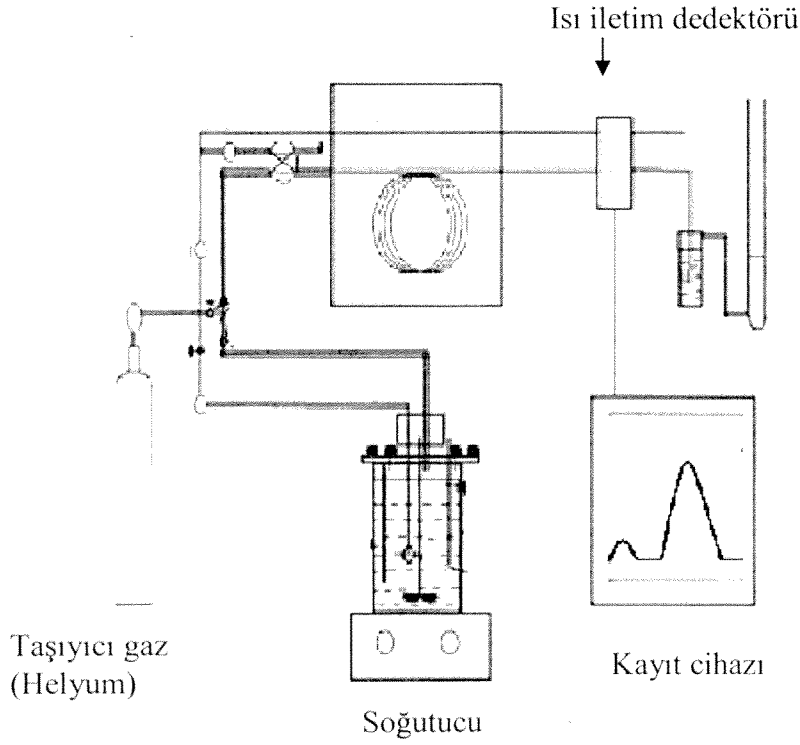 Isı iletim dedektörü
Taşıyıcı gaz
(Helyum)
Kayıt cihazı
Soğutucu